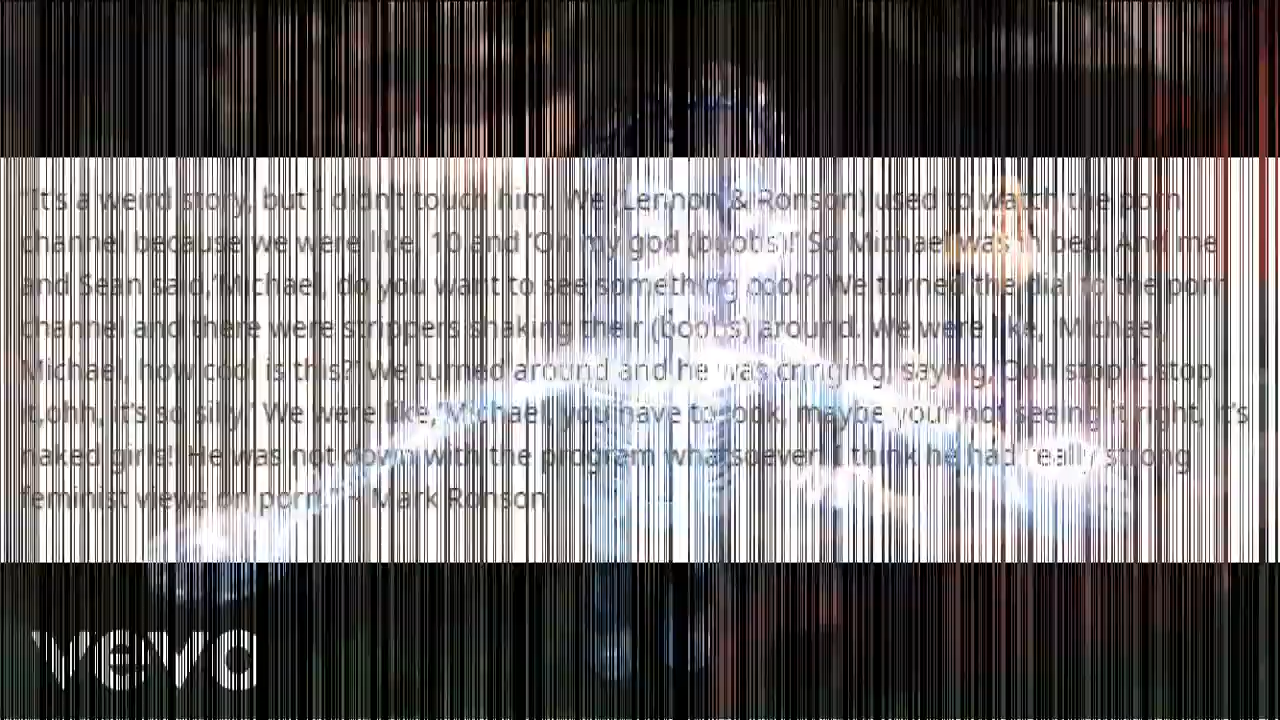 "It's a weird story, but I didn't touch him. We (Lennon & Ronson) used to watch the porn
channel because we were like, 10 and 'Oh my god (boobs)!' So Michael was in bed. And me
and Sean said,'Michael, do you want to see something cool?' We turned the dial to the porn
channel and there were strippers shaking their (boobs) around. We were like, 'Michael,
Michael, how cool is this?' We turned around and he was cringing, saying,'Ooh stop it,stop
it,ohh, it's so silly.' We were like,'Michael, you have to look, maybe your not seeing it right, it's
naked girls!' He was not down with the program whatsoever! I think he had really strong
feminist views on porn." ~ Mark Ronson
vevo